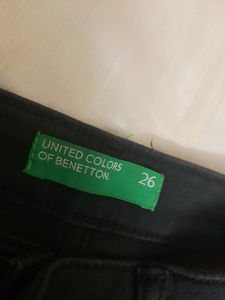 UNITED COLORS
OF BENETTON.
26